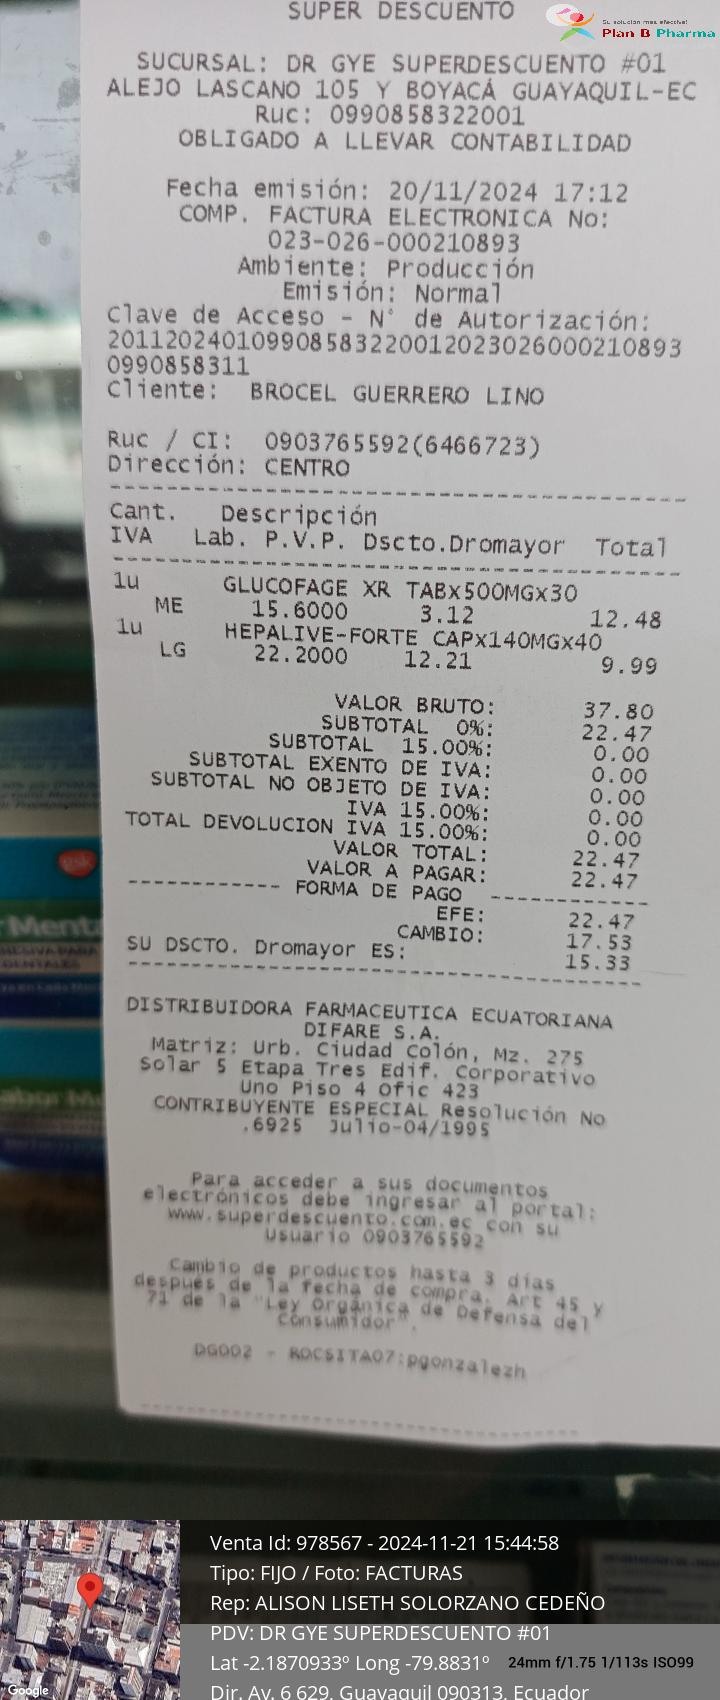 SUPER DESCUENTO
Su solución más efectiva!
Plan B Pharma
SUCURSAL: DR GYE SUPERDESCUENTO #01
ALEJO LASCANO 105 Y BOYACÁ GUAYAQUIL-EC
Ruc: 0990858322001
OBLIGADO A LLEVAR CONTABILIDAD
Fecha emisión: 20/11/2024 17:12
COMP. FACTURA ELECTRONICA No:
023-026-000210893
Ambiente: Producción
Emisión: Normal
Clave de Acceso - N° de Autorización:
201120240109908583220012023026000210893
0990858311
Cliente: BROCEL GUERRERO LINO
Ruc / CI: 0903765592(6466723)
Dirección: CENTRO
Cant. Descripción
IVA Lab. P.V.P. Dscto.Dromayor Total
1u GLUCOFAGE XR TABx500MGx30
ME 15.6000 3.12 12.48
1u HEPALIVE-FORTE CAPx140MGx40
LG 22.2000 12.21 9.99
VALOR BRUTO: 37.80
SUBTOTAL 0%: 22.47
SUBTOTAL 15.00%: 0.00
SUBTOTAL EXENTO DE IVA: 0.00
SUBTOTAL NO OBJETO DE IVA: 0.00
IVA 15.00%: 0.00
TOTAL DEVOLUCION IVA 15.00%: 0.00
VALOR TOTAL: 22.47
VALOR A PAGAR: 22.47
------------ FORMA DE PAGO ------------
EFE: 22.47
CAMBIO: 17.53
SU DSCTO. Dromayor ES: 15.33
DISTRIBUIDORA FARMACEUTICA ECUATORIANA
DIFARE S.A.
Matriz: Urb. Ciudad Colón, Mz. 275
Solar 5 Etapa Tres Edif. Corporativo
Uno Piso 4 Ofic 423
CONTRIBUYENTE ESPECIAL Resolución No
.6925 Julio-04/1995
Para acceder a sus documentos
electrónicos debe ingresar al portal:
www.superdescuento.com.ec con su
Usuario 0903765592
Cambio de productos hasta 3 días
después de la fecha de compra. Art 45 y
71 de la "Ley Orgánica de Defensa del
Consumidor".
DG002 - ROCSITA07:pgonzalezh
gsk
Venta Id: 978567 - 2024-11-21 15:44:58
Tipo: FIJO / Foto: FACTURAS
Rep: ALISON LISETH SOLORZANO CEDEÑO
PDV: DR GYE SUPERDESCUENTO #01
Lat -2.1870933º Long -79.8831º
24mm f/1.75 1/113s ISO99
Dir. Av. 6 629, Guayaquil 090313, Ecuador
Google